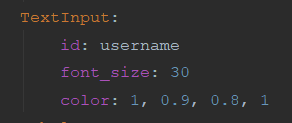 TextInput:
id: username
font_size: 30
color: 1, 0.9, 0.8, 1